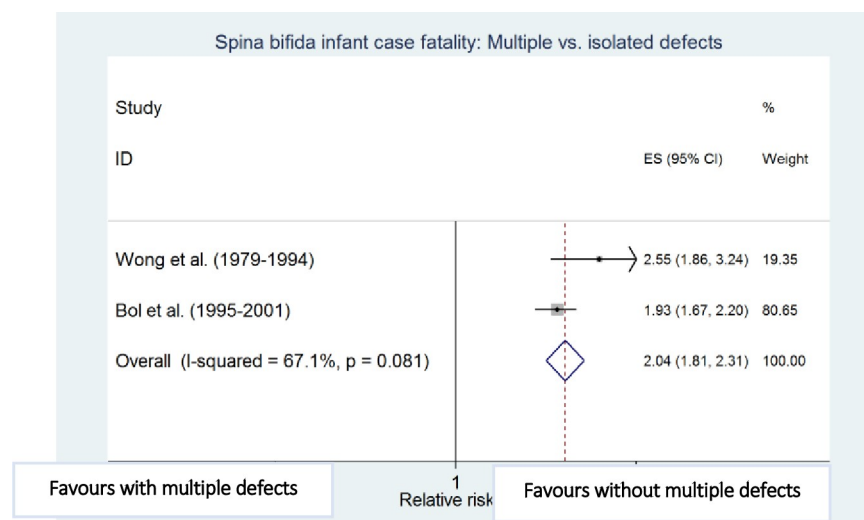 Spina bifida infant case fatality: Multiple vs. isolated defects
Study %
ID ES (95% CI) Weight
Wong et al. (1979-1994) 2.55 (1.86, 3.24) 19.35
Bol et al. (1995-2001) 1.93 (1.67, 2.20) 80.65
Overall (I-squared = 67.1%, p = 0.081) 2.04 (1.81, 2.31) 100.00
1
Favours with multiple defects Relative risk Favours without multiple defects